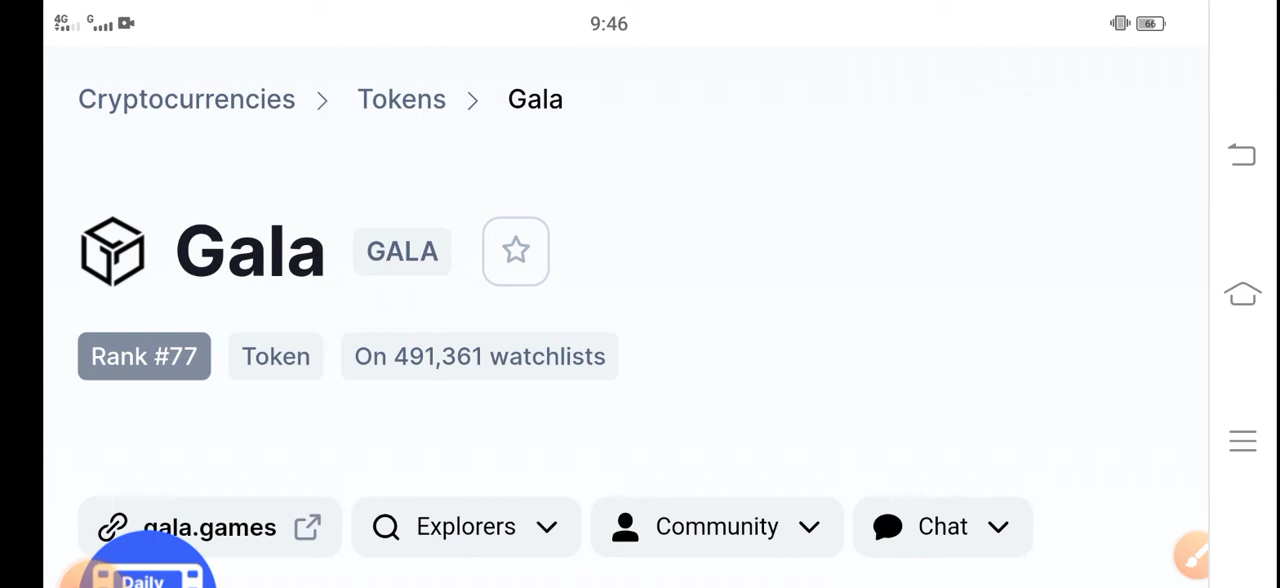 4G G 9:46 66
Cryptocurrencies > Tokens > Gala
Gala GALA
Rank #77 Token On 491,361 watchlists
gala.games Explorers Community Chat
Daily